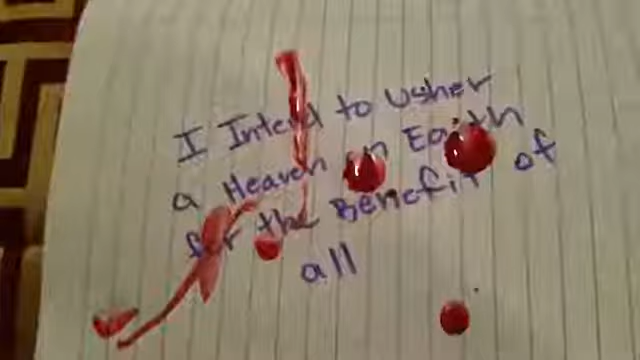 I Intend to Usher
a Heaven on Earth
for the Benefit of
all